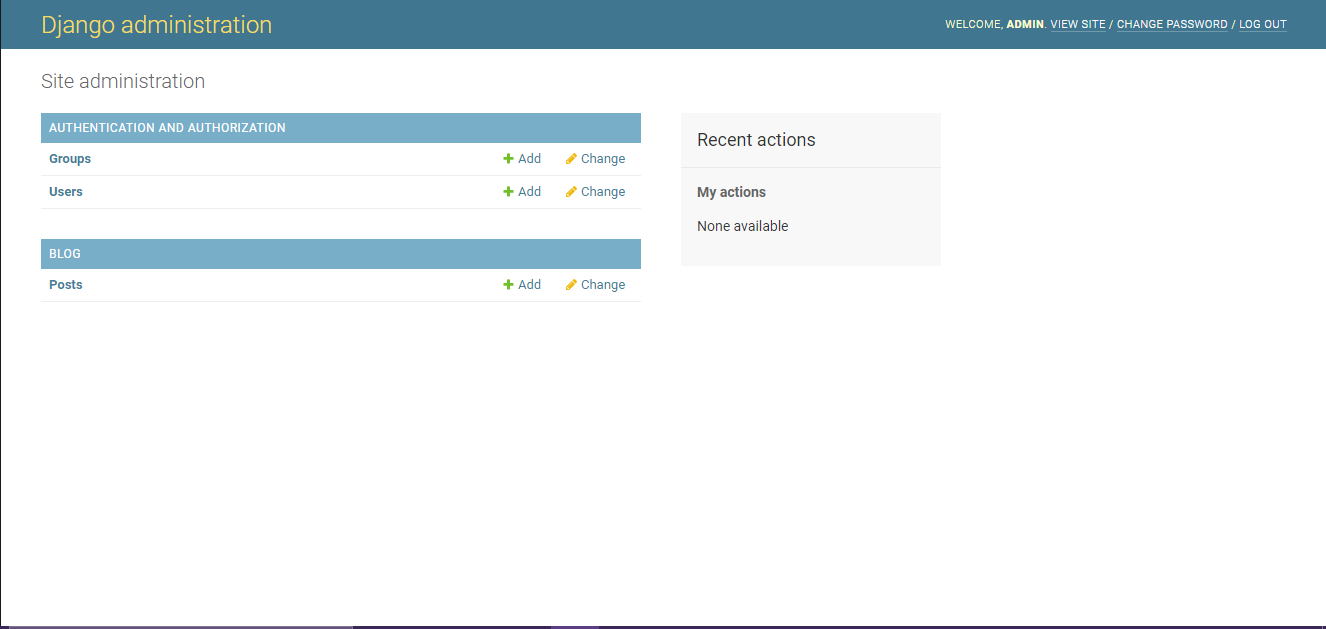 Django administration
WELCOME, ADMIN. VIEW SITE / CHANGE PASSWORD / LOG OUT
Site administration
AUTHENTICATION AND AUTHORIZATION
Groups Add Change
Users Add Change
BLOG
Posts Add Change
Recent actions
My actions
None available